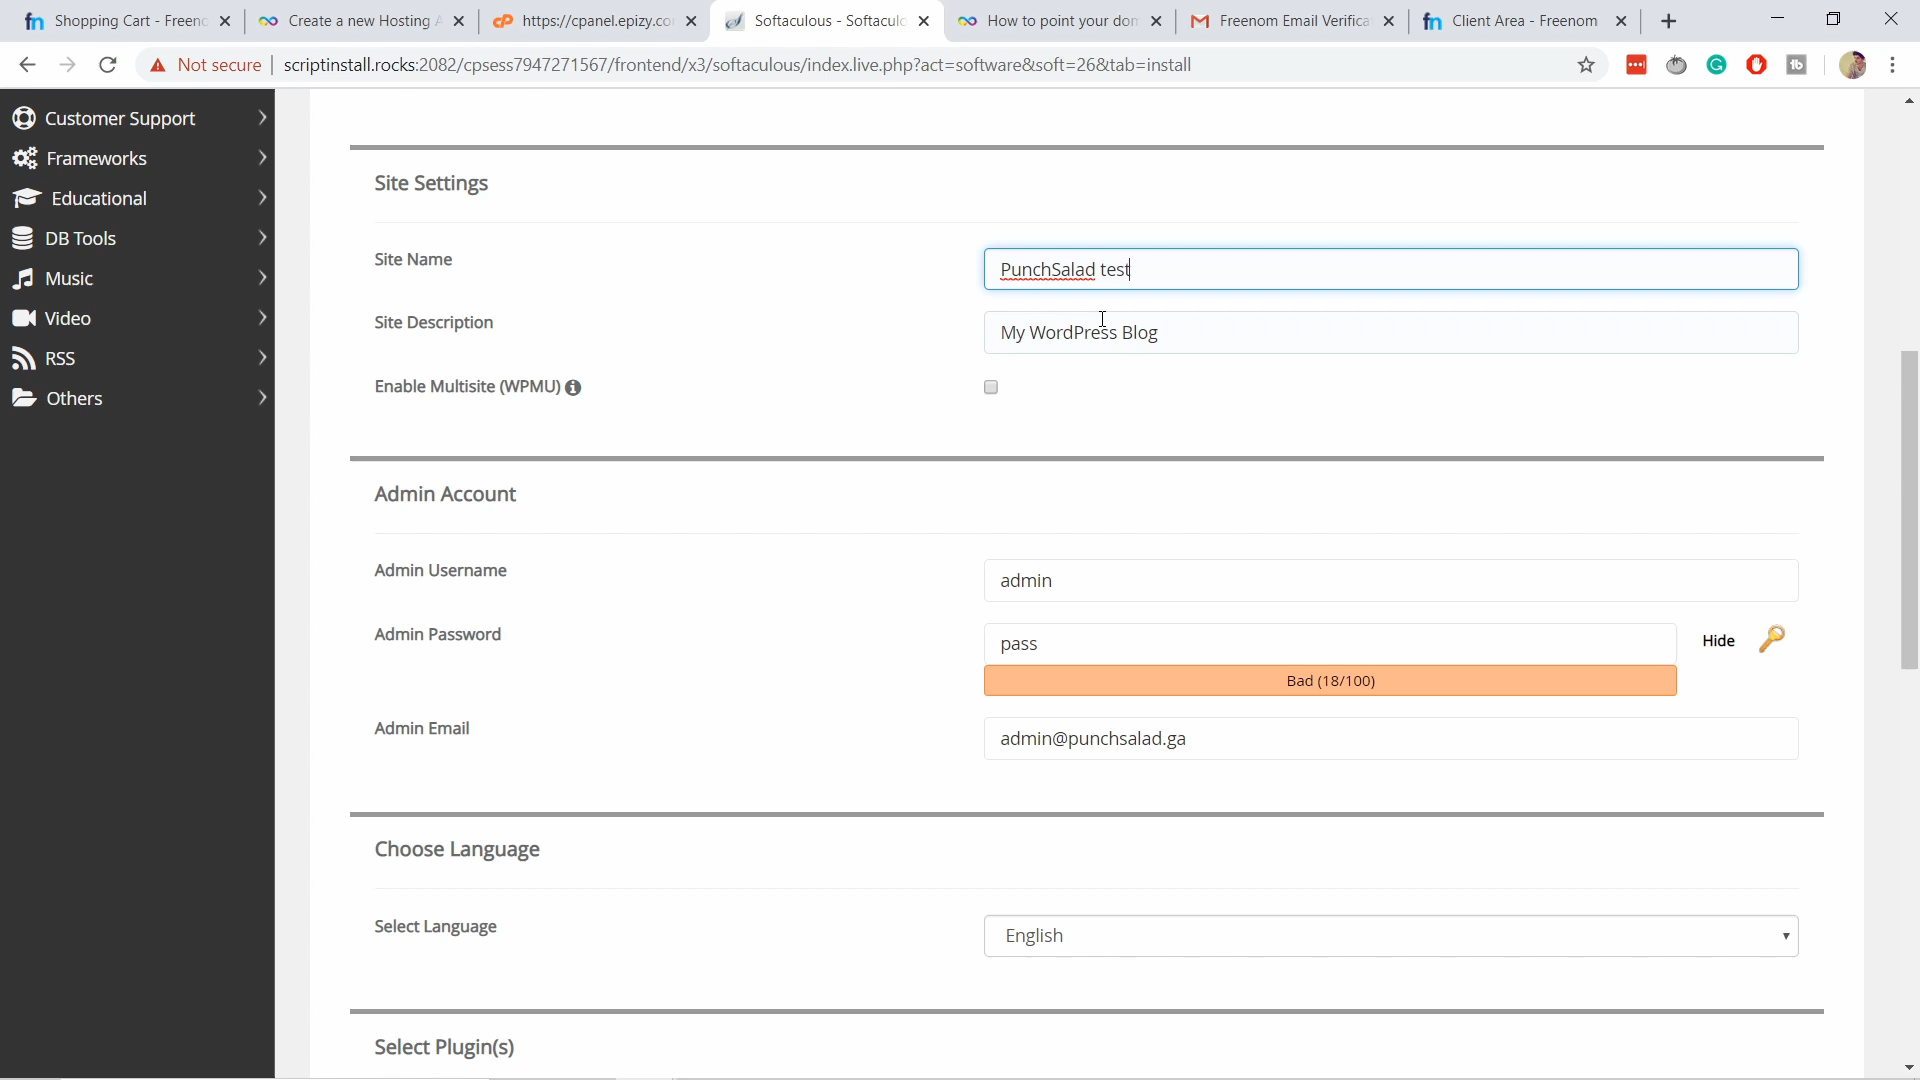 Shopping Cart - Freenc
Create a new Hosting A
https://cpanel.epizy.co
Softaculous - Softaculo
How to point your don
Freenom Email Verifica
Client Area - Freenom
Not secure
scriptinstall.rocks:2082/cpsess7947271567/frontend/x3/softaculous/index.live.php?act=software&soft=26&tab=install
Customer Support
Frameworks
Educational
DB Tools
Music
Video
RSS
Others
Site Settings
Site Name
PunchSalad test
Site Description
My WordPress Blog
Enable Multisite (WPMU)
Admin Account
Admin Username
admin
Admin Password
pass
Hide
Bad (18/100)
Admin Email
admin@punchsalad.ga
Choose Language
Select Language
English
Select Plugin(s)